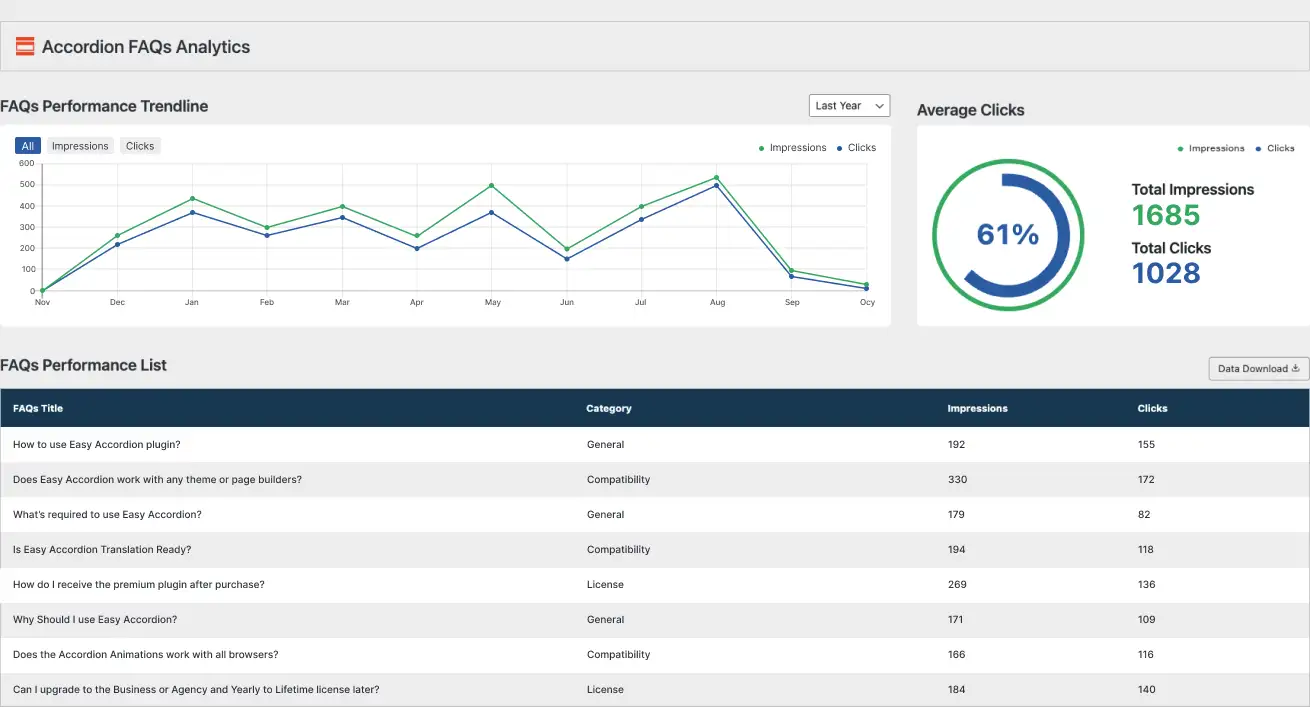 Accordion FAQs Analytics
FAQs Performance Trendline
Last Year
All Impressions Clicks
Impressions Clicks
600
500
400
300
200
100
0
Nov Dec Jan Feb Mar Apr May Jun Jul Aug Sep Ocy
Average Clicks
Impressions Clicks
61%
Total Impressions
1685
Total Clicks
1028
FAQs Performance List
Data Download
FAQs Title Category Impressions Clicks
How to use Easy Accordion plugin? General 192 155
Does Easy Accordion work with any theme or page builders? Compatibility 330 172
What's required to use Easy Accordion? General 179 82
Is Easy Accordion Translation Ready? Compatibility 194 118
How do I receive the premium plugin after purchase? License 269 136
Why Should I use Easy Accordion? General 171 109
Does the Accordion Animations work with all browsers? Compatibility 166 116
Can I upgrade to the Business or Agency and Yearly to Lifetime license later? License 184 140